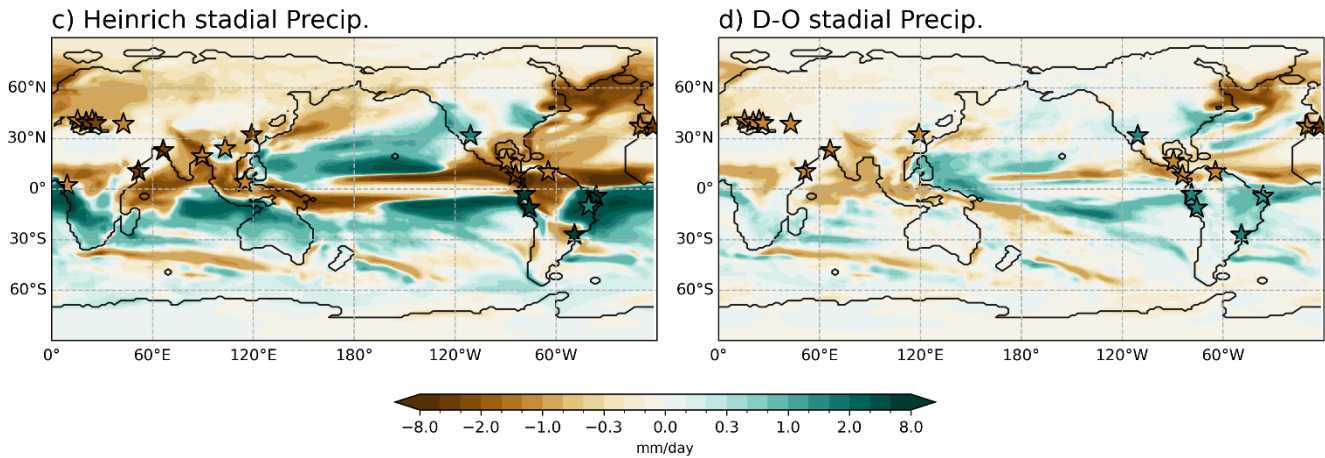 c) Heinrich stadial Precip.
d) D-O stadial Precip.
60°N
30°N
0°
30°S
60°S
0° 60°E 120°E 180° 120°W 60°W
60°N
30°N
0°
30°S
60°S
0° 60°E 120°E 180° 120°W 60°W
−8.0 −2.0 −1.0 −0.3 0.0 0.3 1.0 2.0 8.0
mm/day